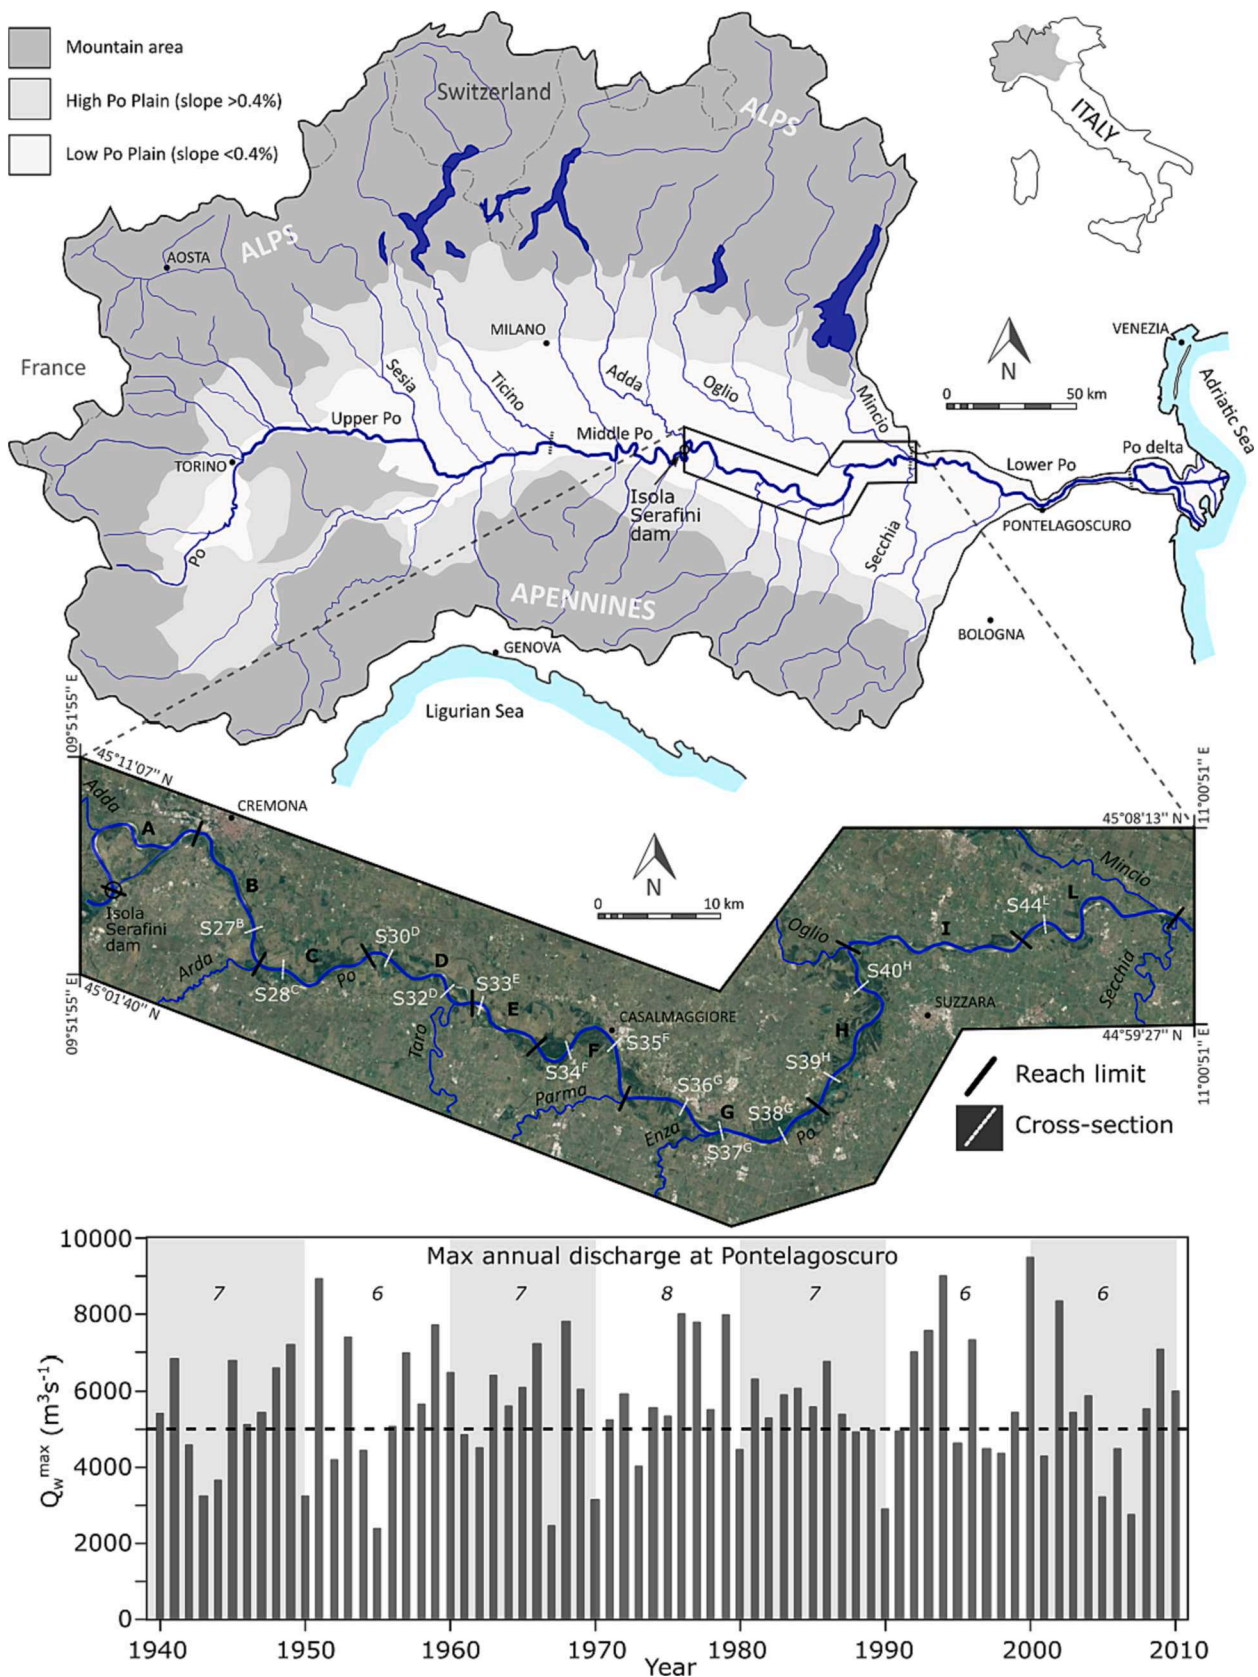 Mountain area
High Po Plain (slope >0.4%)
Low Po Plain (slope <0.4%)
Switzerland
ALPS
ITALY
ALPS
AOSTA
France
MILANO
VENEZIA
N
0 50 km
Adriatic Sea
Sesia
Ticino
Adda
Oglio
Mincio
Upper Po
Middle Po
TORINO
Po
Isola
Serafini
dam
Lower Po
Po delta
PONTELAGOSCURO
Secchia
APENNINES
BOLOGNA
GENOVA
Ligurian Sea
09°51'55'' E
45°11'07'' N
45°08'13'' N
11°00'51'' E
Adda
A
CREMONA
N
0 10 km
B
Isola
Serafini
dam
S27ᴮ
Arda
S28ꟲ
C
Po
S30ᴰ
D
S32ᴰ
S33ᴱ
E
Taro
S34ꟳ
F
CASALMAGGIORE
S35ꟳ
Parma
S36ᴳ
G
Enza
S37ᴳ
S38ᴳ
Po
S39ᴴ
H
S40ᴴ
SUZZARA
Oglio
I
S44ᴸ
L
Mincio
Secchia
09°51'55'' E
45°01'40'' N
44°59'27'' N
11°00'51'' E
Reach limit
Cross-section
Max annual discharge at Pontelagoscuro
7 6 7 8 7 6 6
10000
8000
6000
4000
2000
0
Q_w^max (m³s⁻¹)
1940 1950 1960 1970 1980 1990 2000 2010
Year